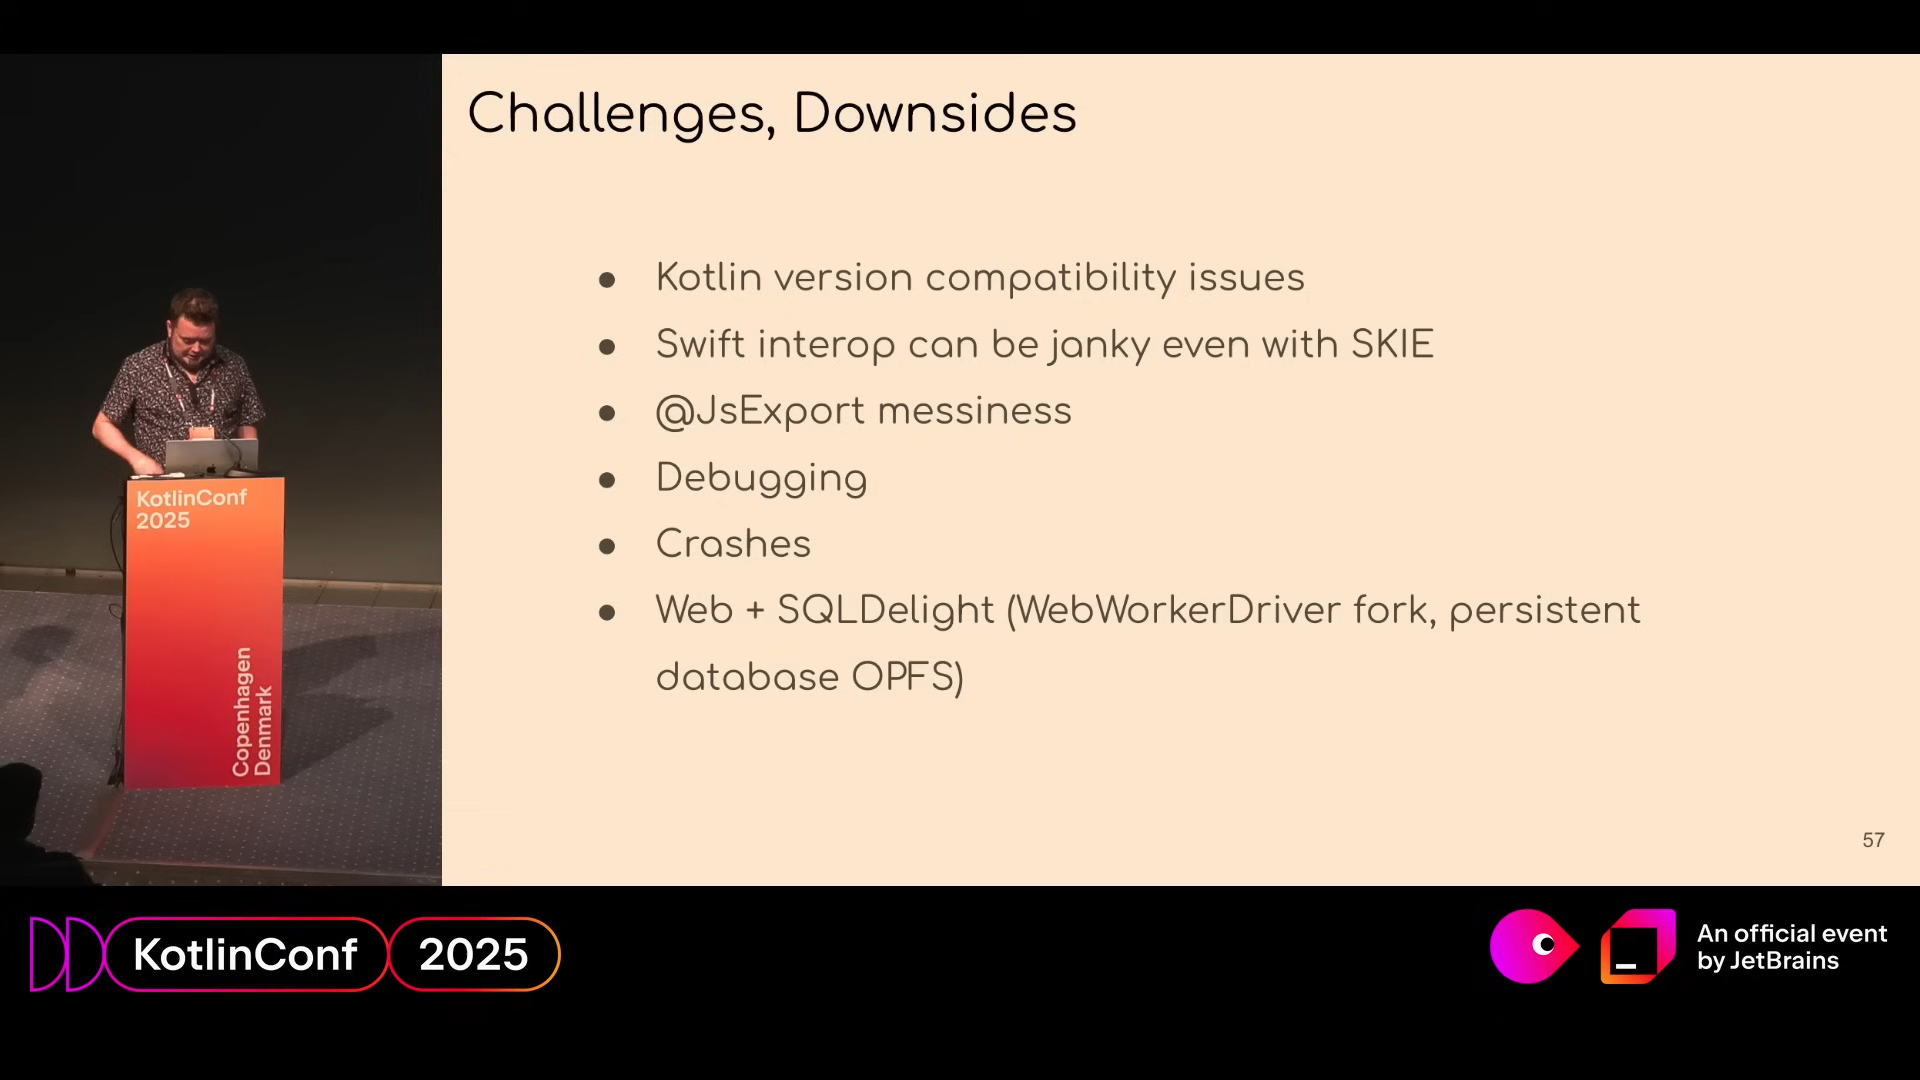 Challenges, Downsides
● Kotlin version compatibility issues
● Swift interop can be janky even with SKIE
● @JsExport messiness
● Debugging
● Crashes
● Web + SQLDelight (WebWorkerDriver fork, persistent
database OPFS)
57
KotlinConf
2025
Copenhagen
Denmark
KotlinConf 2025
An official event
by JetBrains